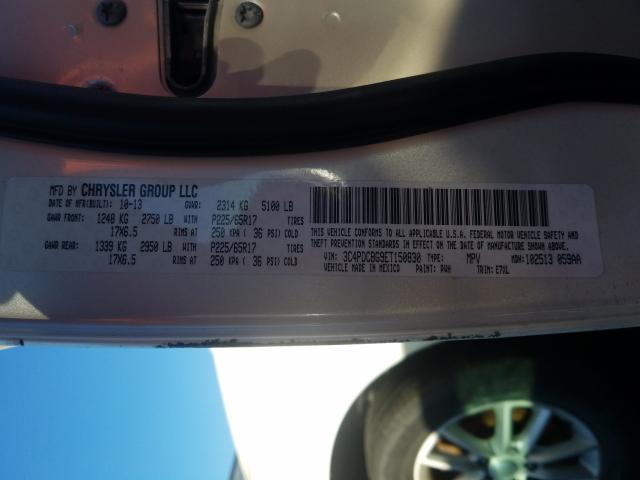 MFD BY CHRYSLER GROUP LLC
DATE OF MFR(BUILT): 10-13 GVWR: 2314 KG 5100 LB
GAWR FRONT: 1248 KG 2750 LB WITH P225/65R17 TIRES
17X6.5 RIMS AT 250 KPA ( 36 PSI) COLD
GAWR REAR: 1339 KG 2950 LB WITH P225/65R17 TIRES
17X6.5 RIMS AT 250 KPA ( 36 PSI) COLD
THIS VEHICLE CONFORMS TO ALL APPLICABLE U.S.A. FEDERAL MOTOR VEHICLE SAFETY AND
THEFT PREVENTION STANDARDS IN EFFECT ON THE DATE OF MANUFACTURE SHOWN ABOVE.
VIN: 3C4PDCBG9ET150830 TYPE: MPV MDH: 102513 059AA
VEHICLE MADE IN MEXICO PAINT: PWH TRIM: E7XL